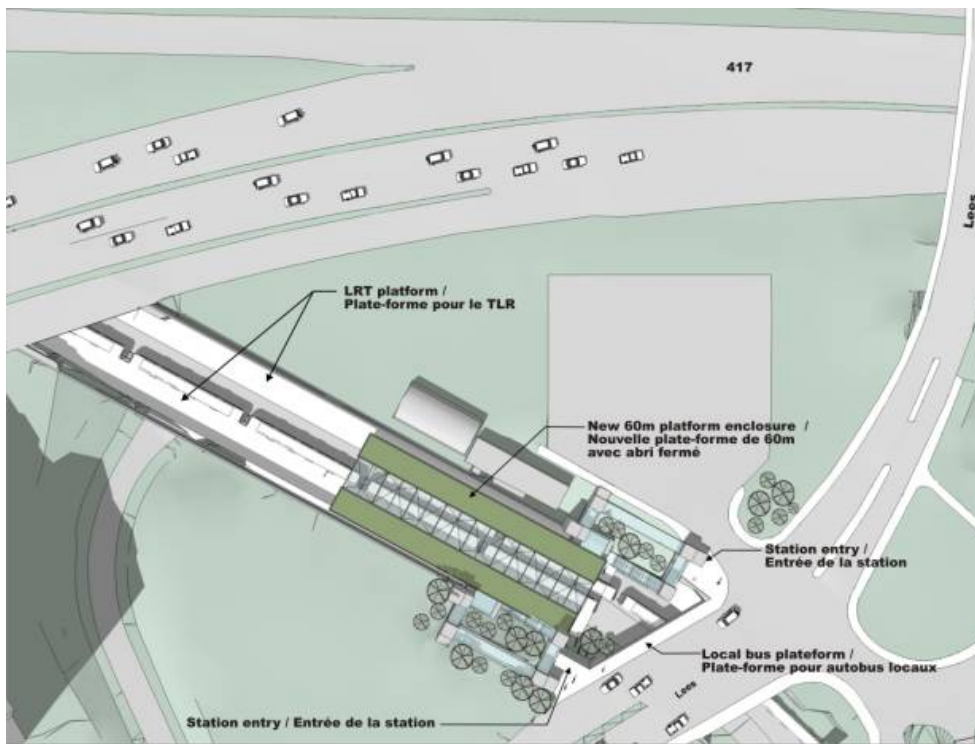 417
Lees
LRT platform /
Plate-forme pour le TLR
New 60m platform enclosure /
Nouvelle plate-forme de 60m
avec abri fermé
Station entry /
Entrée de la station
Local bus plateform /
Plate-forme pour autobus locaux
Lees
Station entry / Entrée de la station